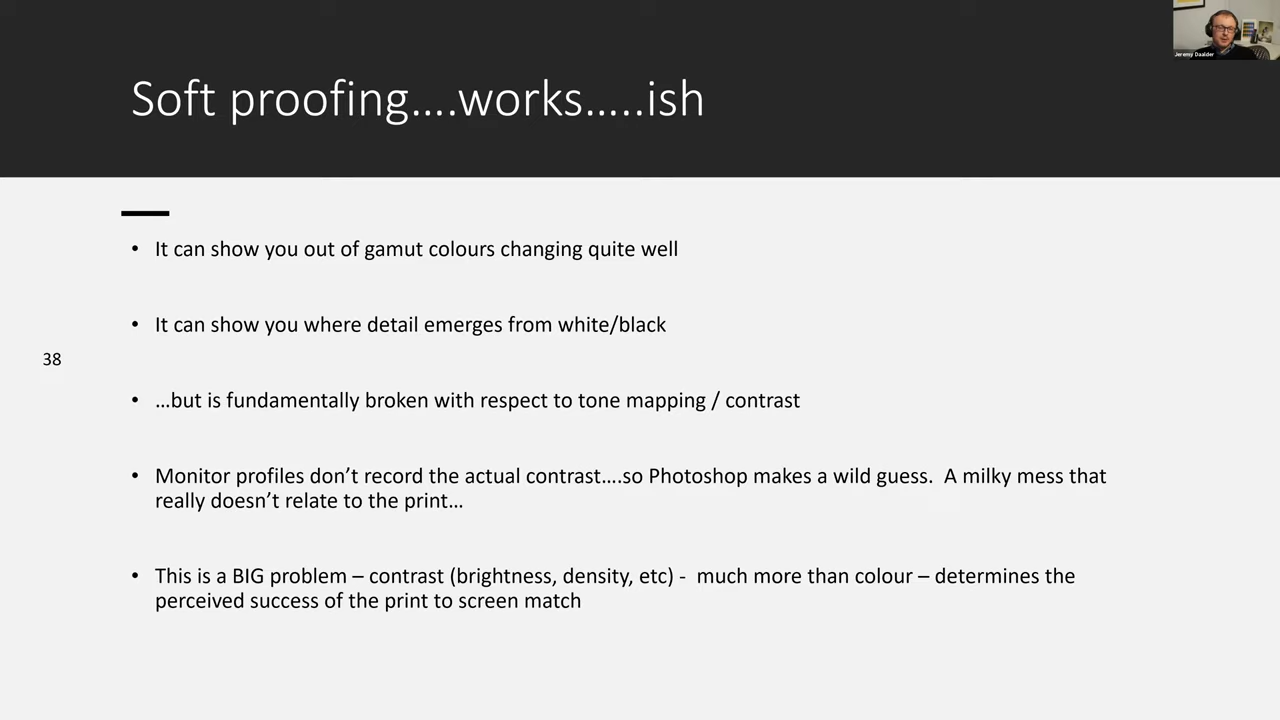 Jeremy Daalder
Soft proofing....works.....ish
• It can show you out of gamut colours changing quite well
• It can show you where detail emerges from white/black
38
• ...but is fundamentally broken with respect to tone mapping / contrast
• Monitor profiles don’t record the actual contrast....so Photoshop makes a wild guess.  A milky mess that
really doesn’t relate to the print...
• This is a BIG problem – contrast (brightness, density, etc) -  much more than colour – determines the
perceived success of the print to screen match